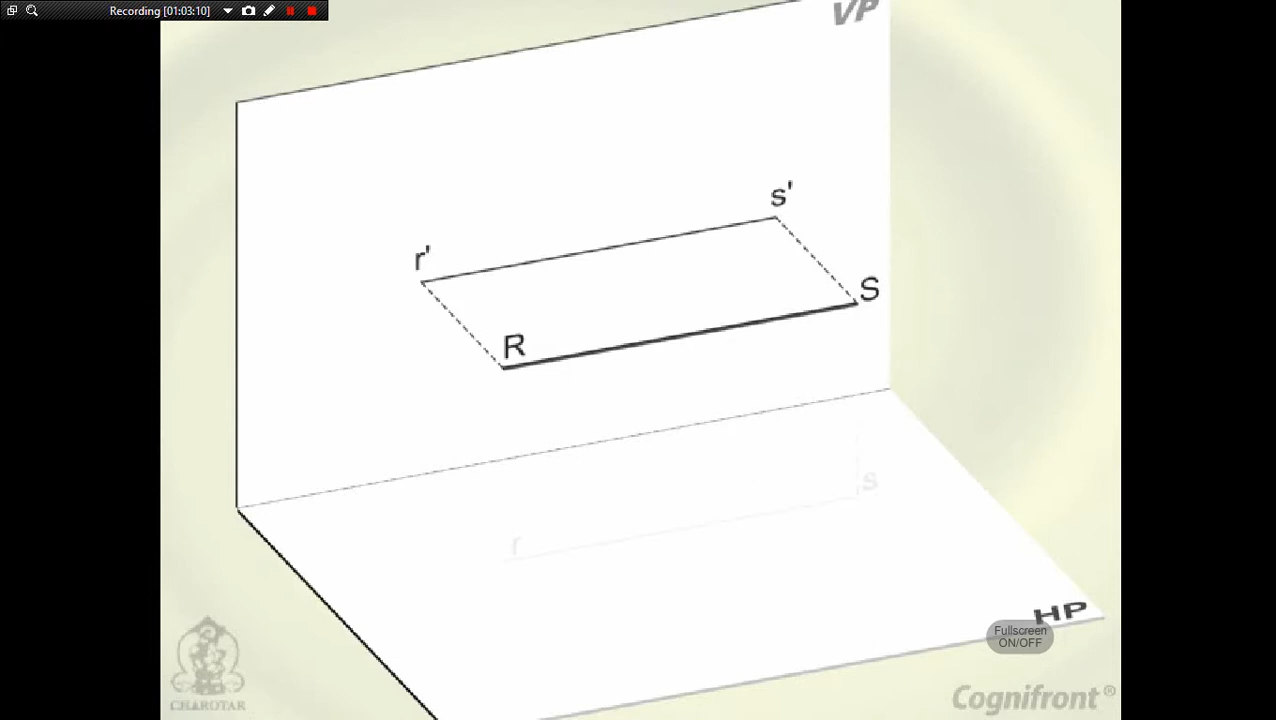 Recording [01:03:10]
VP
s'
r'
S
R
s
r
HP
Fullscreen
ON/OFF
CHAROTAR
Cognifront®